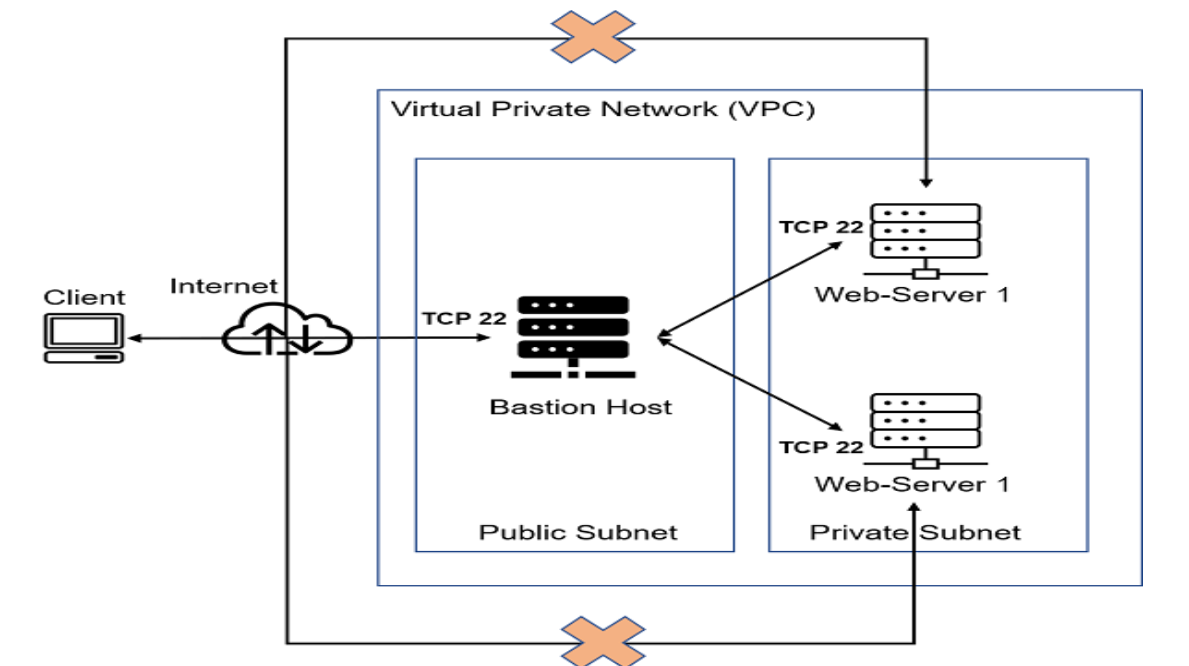 Virtual Private Network (VPC)
TCP 22
Web-Server 1
Internet
Client
TCP 22
Bastion Host
TCP 22
Web-Server 1
Public Subnet
Private Subnet